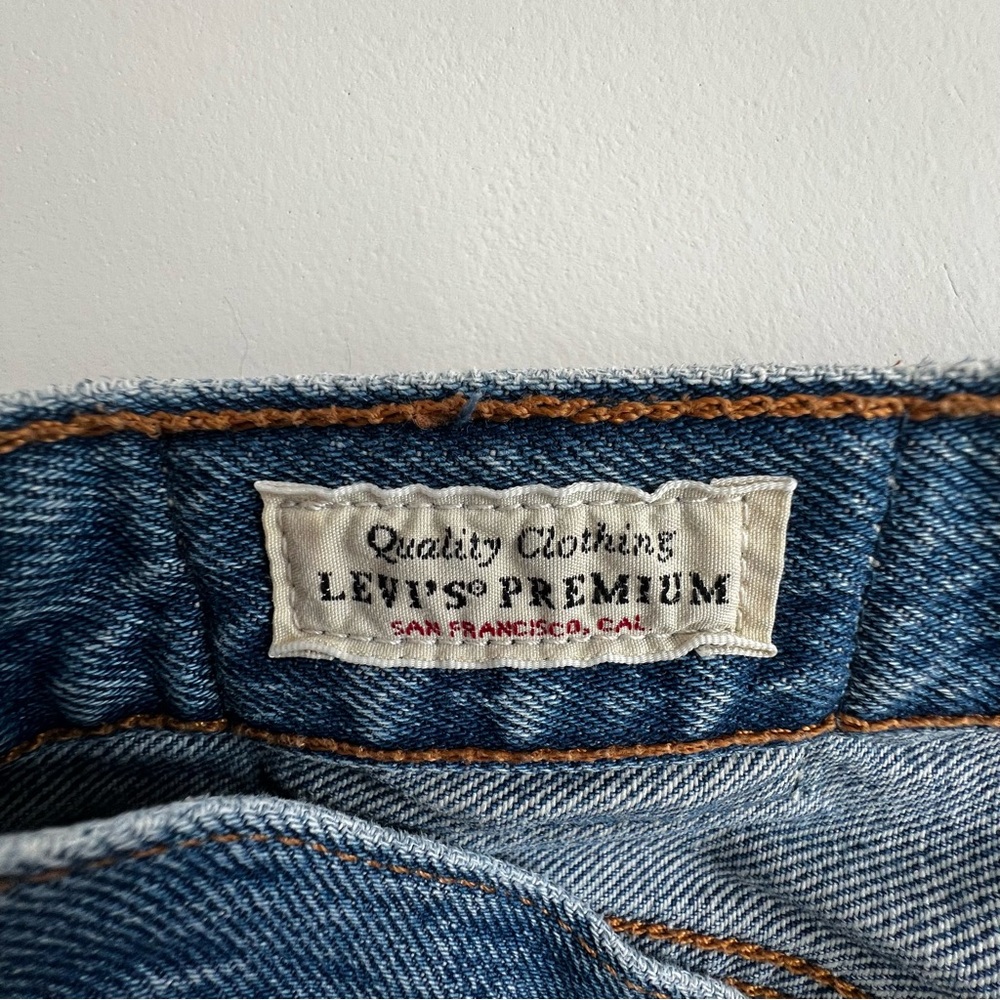 Quality Clothing
LEVI'S® PREMIUM
SAN FRANCISCO, CAL